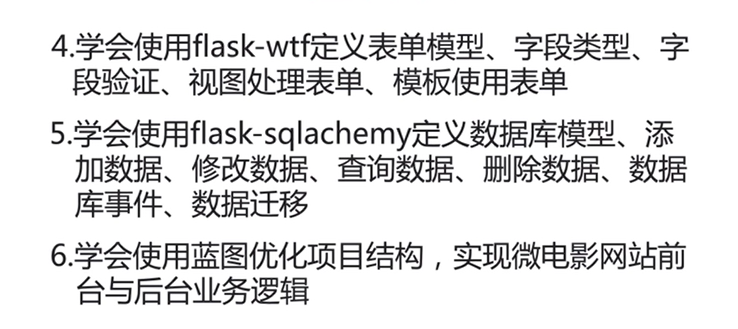 4.学会使用flask-wtf定义表单模型、字段类型、字
段验证、视图处理表单、模板使用表单
5.学会使用flask-sqlachemy定义数据库模型、添
加数据、修改数据、查询数据、删除数据、数据
库事件、数据迁移
6.学会使用蓝图优化项目结构，实现微电影网站前
台与后台业务逻辑